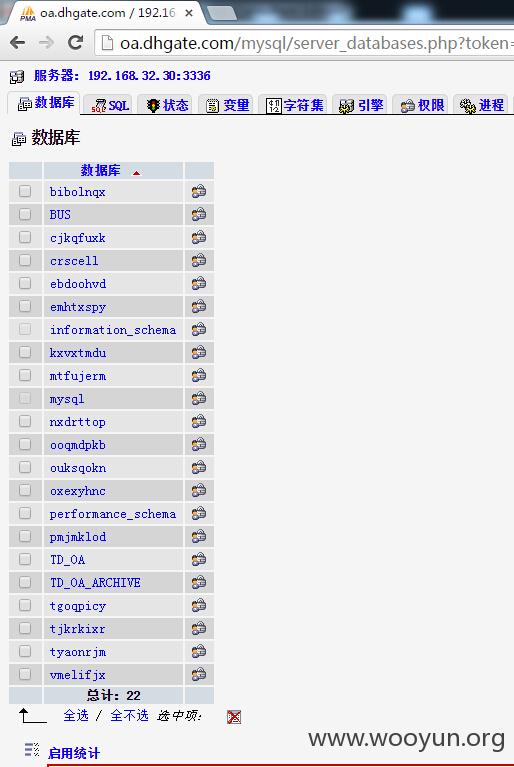 oa.dhgate.com / 192.16
oa.dhgate.com/mysql/server_databases.php?token=
服务器: 192.168.32.30:3336
数据库 SQL 状态 变量 字符集 引擎 权限 进程
数据库
数据库
bibolnqx
BUS
cjkqfuxk
crscell
ebdoohvd
emhtxspy
information_schema
kxvxtmdu
mtfujerm
mysql
nxdrttop
ooqmdpkb
ouksqokn
oxexyhnc
performance_schema
pmjmklod
TD_OA
TD_OA_ARCHIVE
tgoqpicy
tjkrkixr
tyaonrjm
vmelifjx
总计: 22
全选 / 全不选 选中项:
www.wooyun.org
启用统计